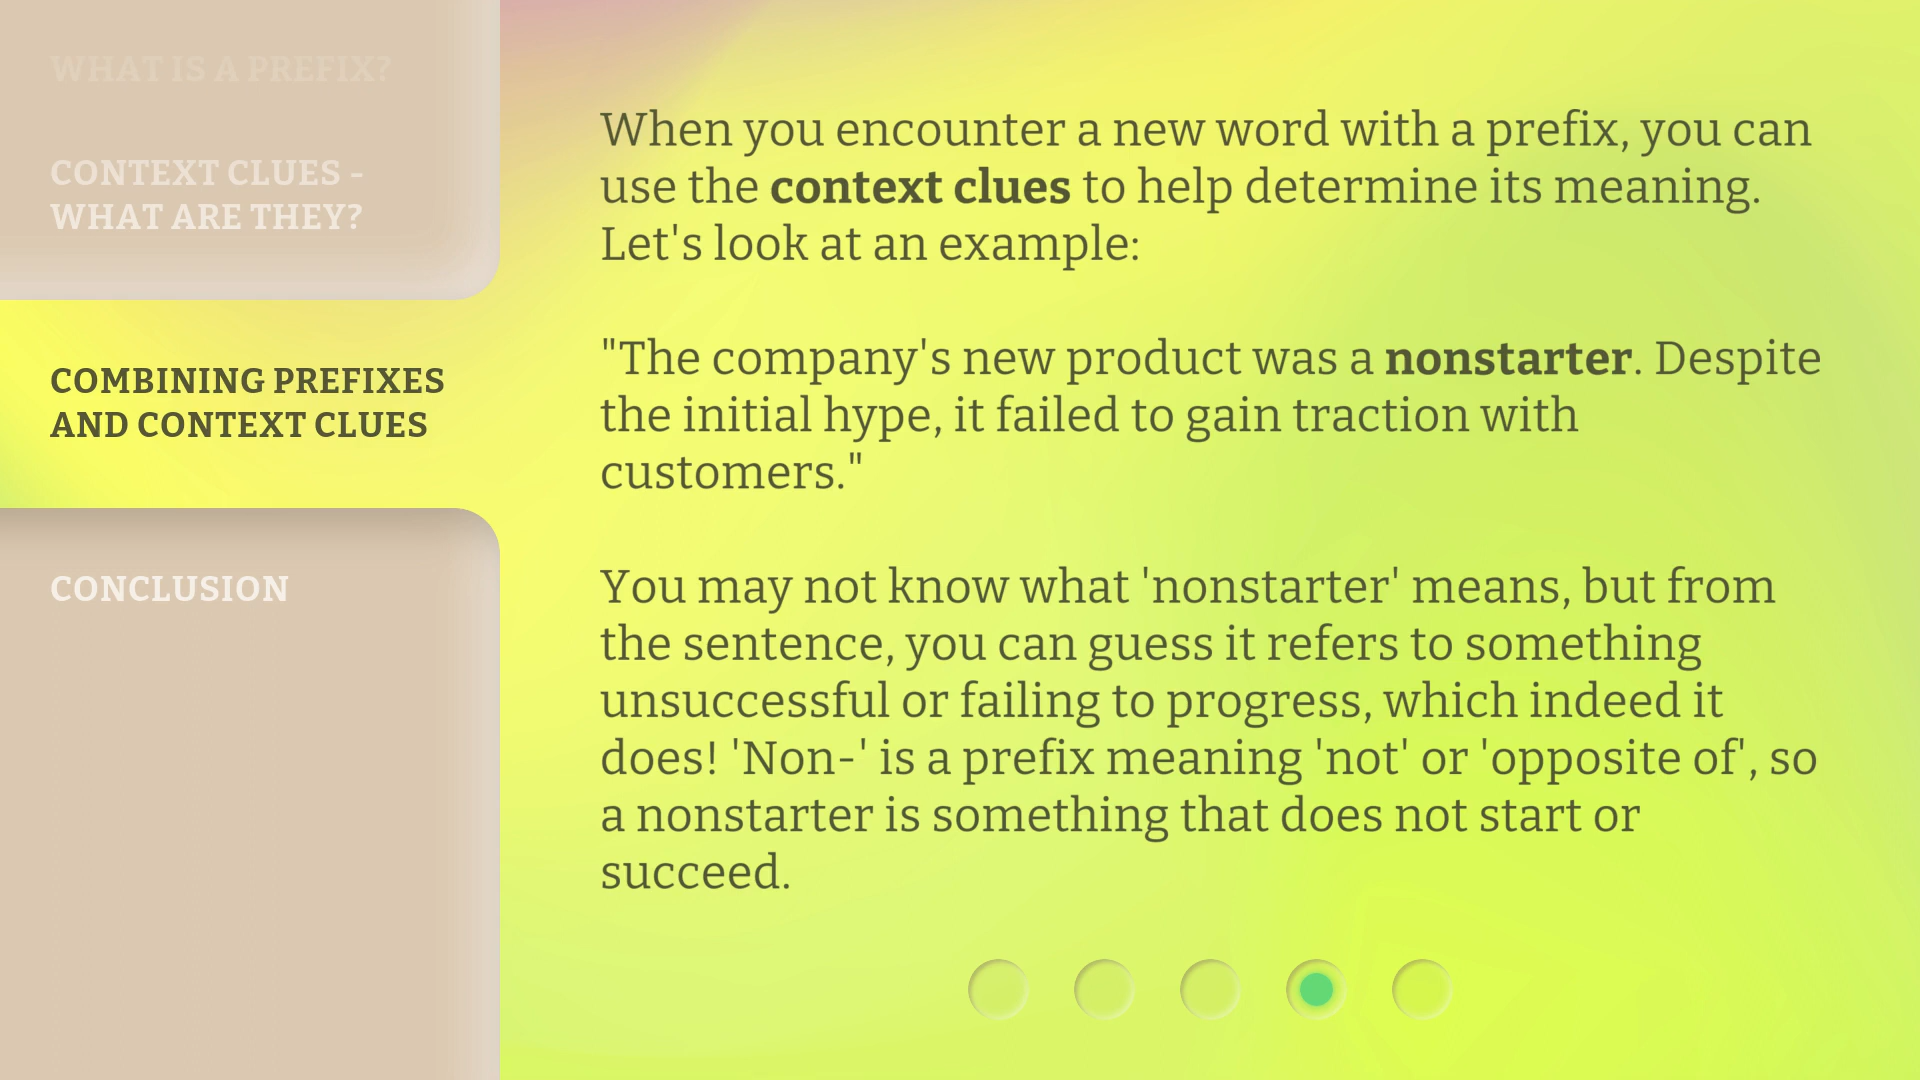 WHAT IS A PREFIX?
CONTEXT CLUES -
WHAT ARE THEY?
COMBINING PREFIXES
AND CONTEXT CLUES
CONCLUSION
When you encounter a new word with a prefix, you can
use the context clues to help determine its meaning.
Let's look at an example:
"The company's new product was a nonstarter. Despite
the initial hype, it failed to gain traction with
customers."
You may not know what 'nonstarter' means, but from
the sentence, you can guess it refers to something
unsuccessful or failing to progress, which indeed it
does! 'Non-' is a prefix meaning 'not' or 'opposite of', so
a nonstarter is something that does not start or
succeed.